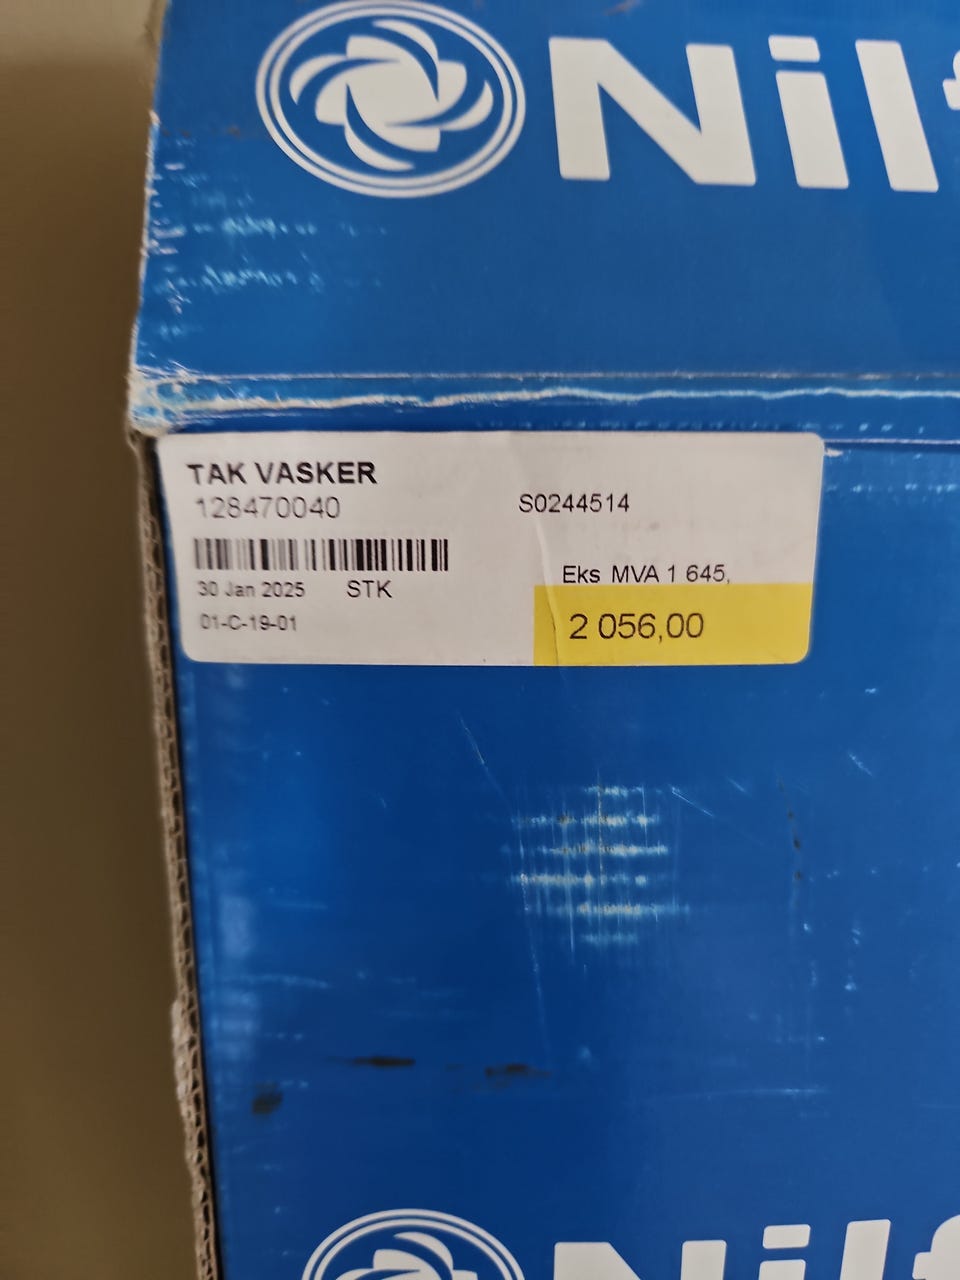 Nilf
TAK VASKER
128470040
S0244514
30 Jan 2025 STK
Eks MVA 1 645,
01-C-19-01
2 056,00
Nilf